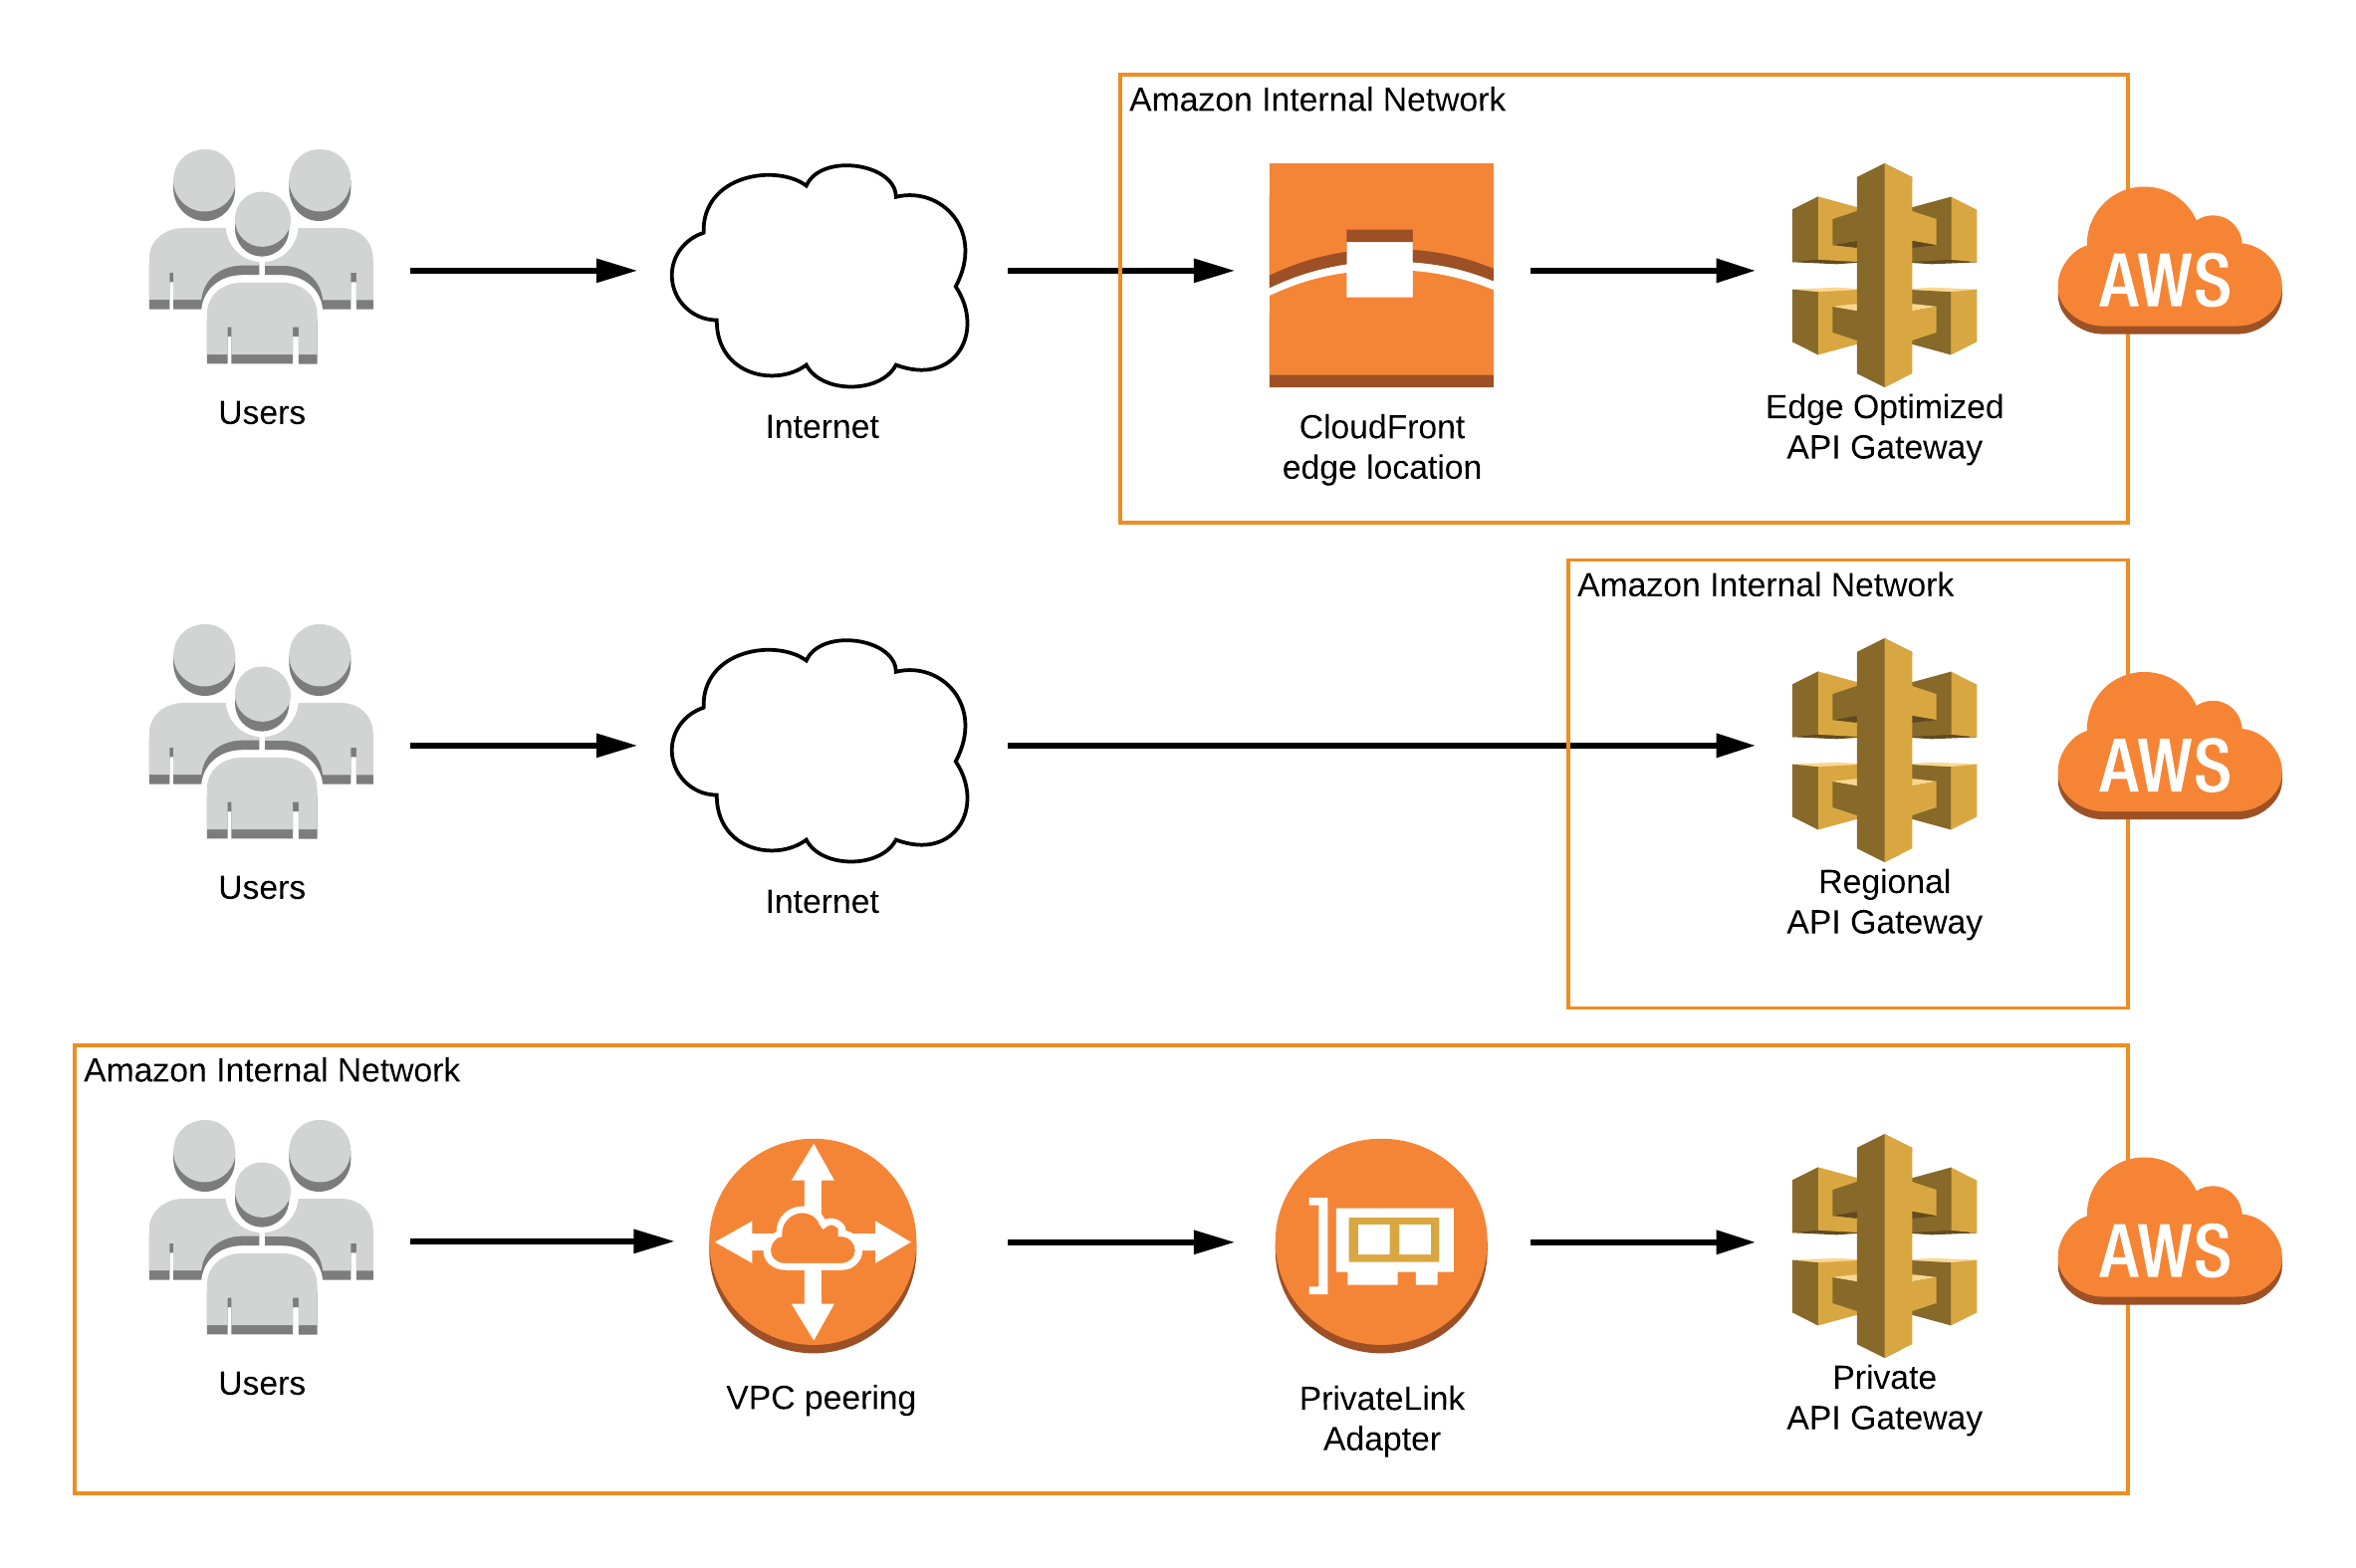 Amazon Internal Network
AWS
Users
Internet
CloudFront
edge location
Edge Optimized
API Gateway
Amazon Internal Network
AWS
Users
Internet
Regional
API Gateway
Amazon Internal Network
AWS
Users
VPC peering
PrivateLink
Adapter
Private
API Gateway